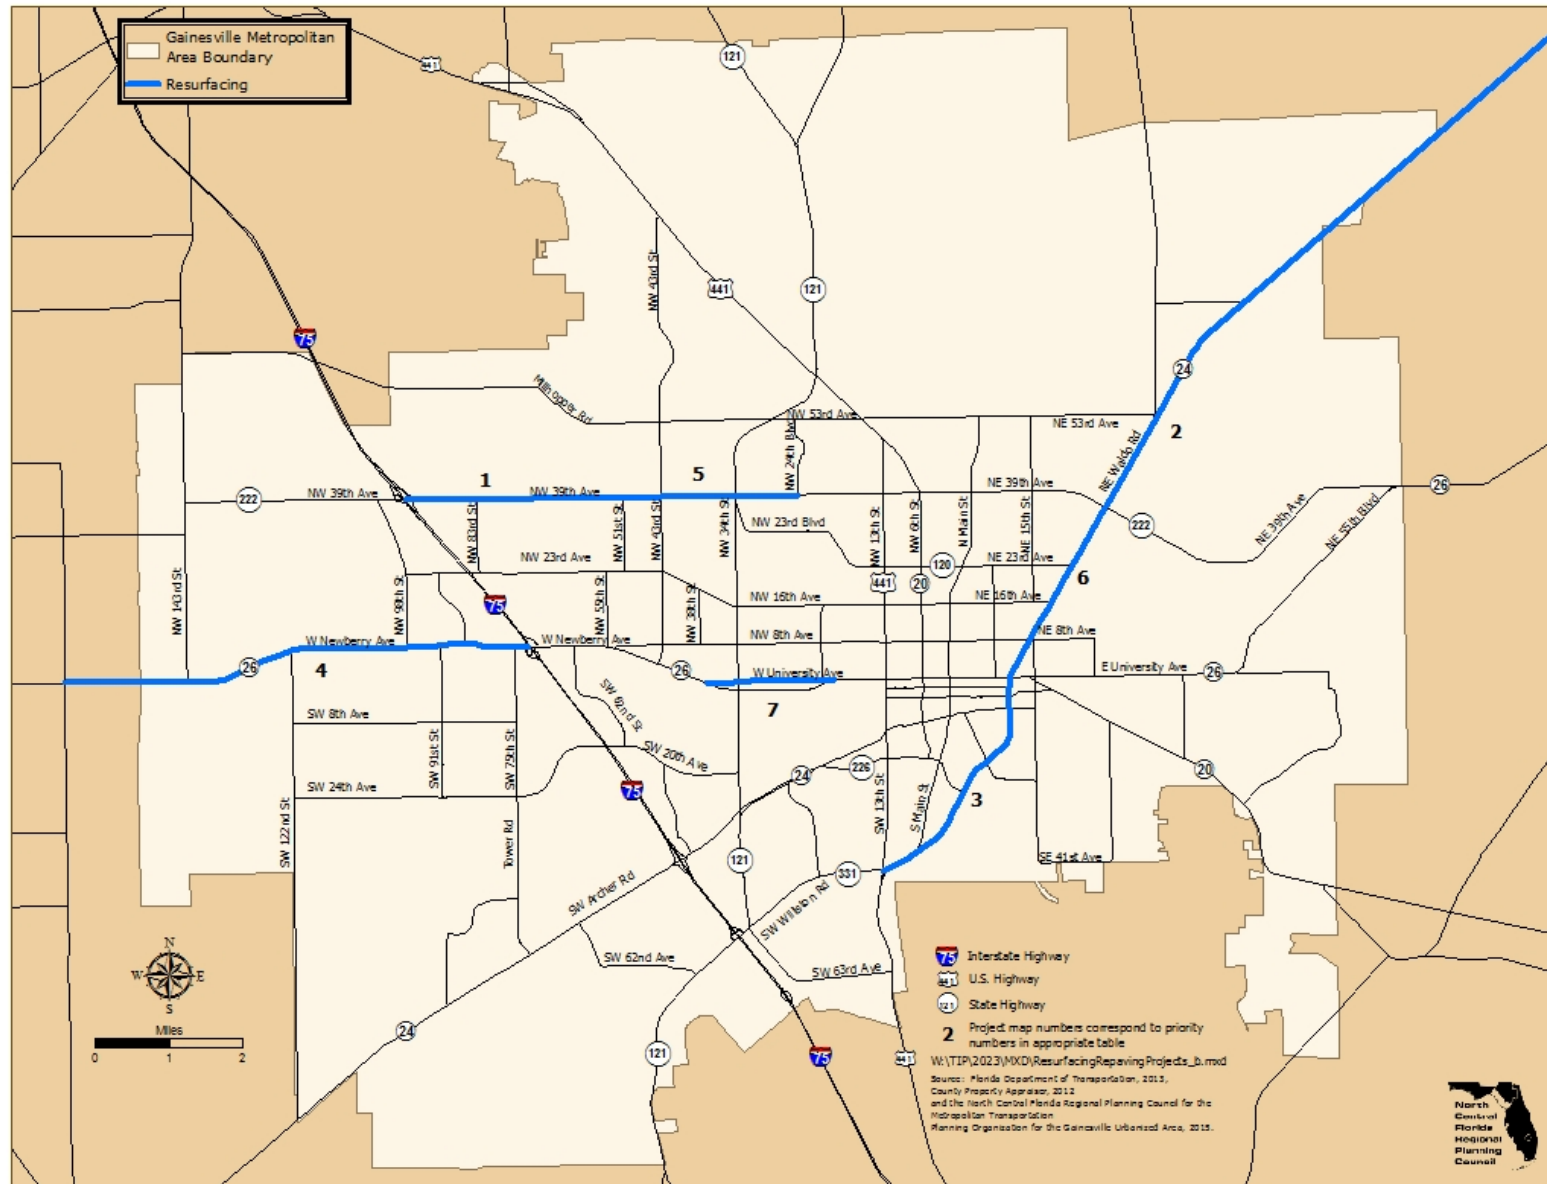 Gainesville Metropolitan
Area Boundary
Resurfacing
441
121
75
NW 43rd St
441
121
24
Millhopper Rd
NW 53rd Ave
NE 53rd Ave
NW 24th Blvd
NE Waldo Rd
2
1
5
222
NW 39th Ave
NW 39th Ave
NE 39th Ave
26
NW 83rd St
NW 51st St
NW 43rd St
NW 34th St
NW 23rd Blvd
NW 13th St
NW 6th St
N Main St
NE 15th St
222
NE 39th Ave
NE 55th Blvd
NW 23rd Ave
120
NE 23rd Ave
6
NW 143rd St
NW 98th St
75
NW 55th St
NW 38th St
441
20
NW 16th Ave
NE 16th Ave
W Newberry Ave
W Newberry Ave
NW 8th Ave
NE 8th Ave
26
4
26
W University Ave
E University Ave
26
7
SW 62nd St
SW 8th Ave
SW 91st St
SW 75th St
SW 20th Ave
24
226
20
SW 24th Ave
75
SW 13th St
S Main St
3
SW 122nd St
Tower Rd
121
331
SE 41st Ave
SW Archer Rd
SW Williston Rd
SW 62nd Ave
SW 63rd Ave
N
W
E
S
Miles
0
1
2
24
121
75
441
75
Interstate Highway
441
U.S. Highway
121
State Highway
2
Project map numbers correspond to priority
numbers in appropriate table
W:\TIP\2023\MXD\ResurfacingRepavingProjects_b.mxd
Source: Florida Department of Transportation, 2013,
County Property Appraiser, 2012
and the North Central Florida Regional Planning Council for the
Metropolitan Transportation
Planning Organization for the Gainesville Urbanized Area, 2015.
North
Central
Florida
Regional
Planning
Council